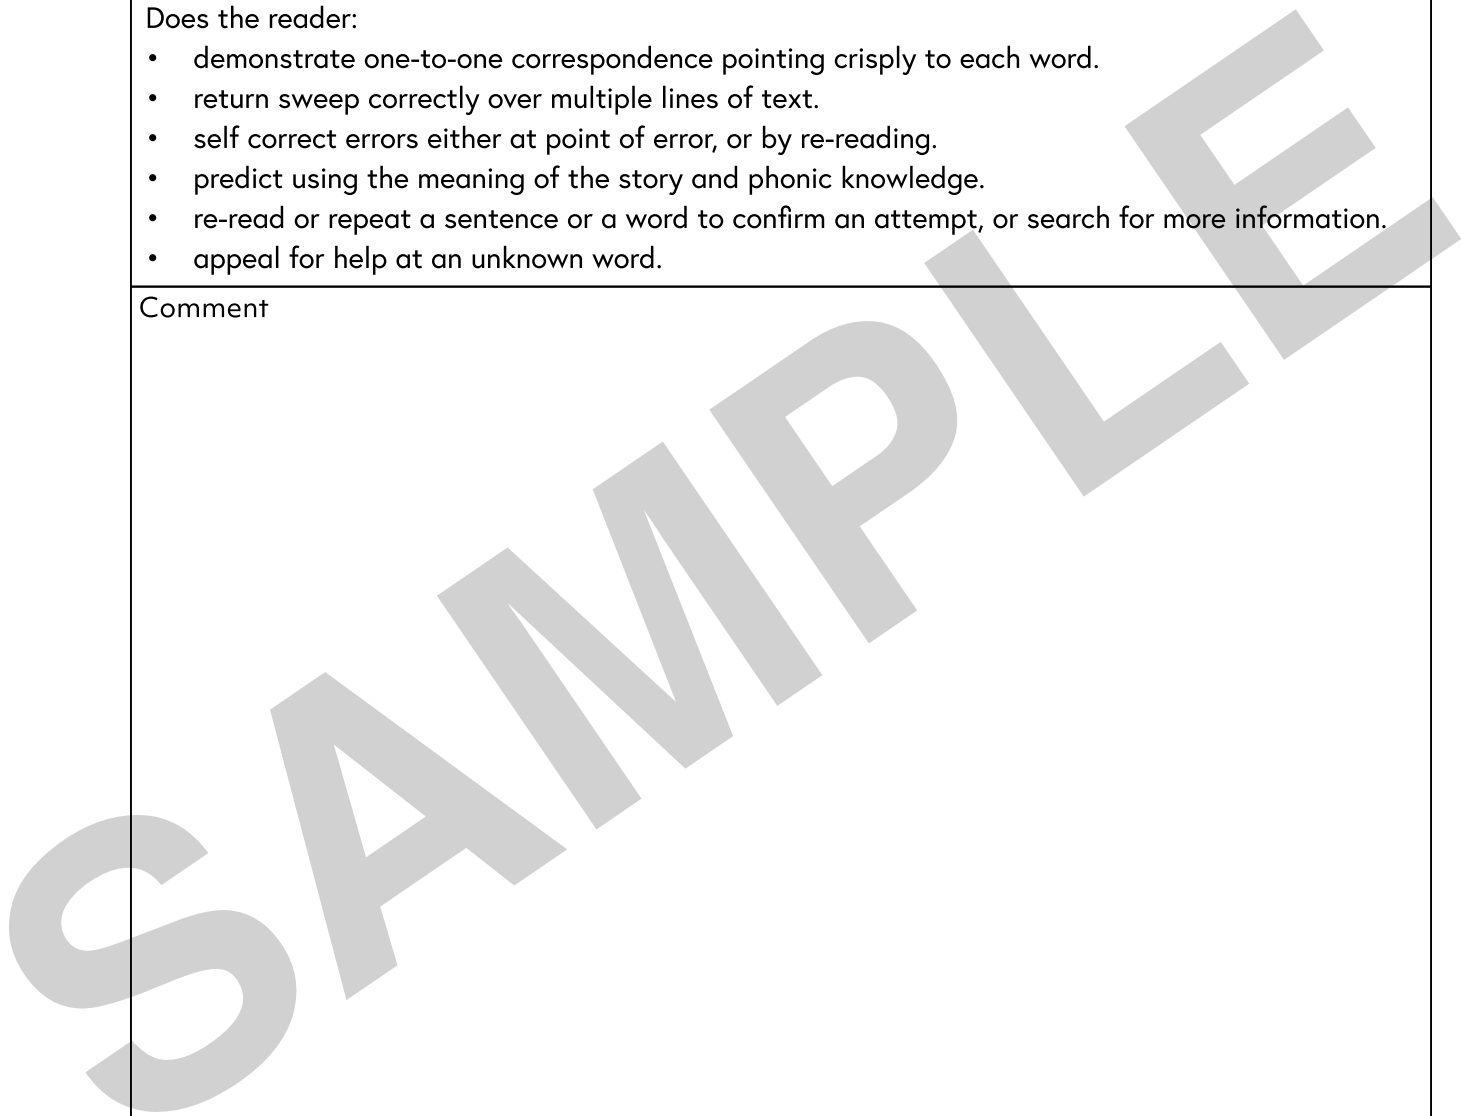 Does the reader:
• demonstrate one-to-one correspondence pointing crisply to each word.
• return sweep correctly over multiple lines of text.
• self correct errors either at point of error, or by re-reading.
• predict using the meaning of the story and phonic knowledge.
• re-read or repeat a sentence or a word to confirm an attempt, or search for more information.
• appeal for help at an unknown word.
Comment
SAMPLE